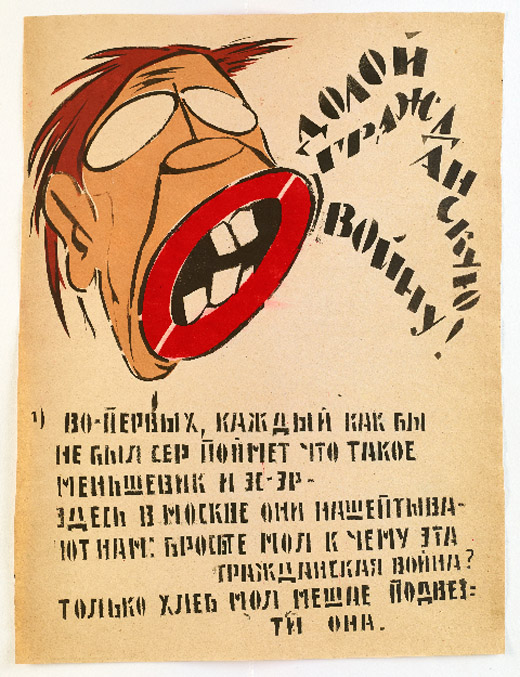 ДОЛОЙ
ГРАЖДАНСКУЮ
ВОЙНУ!
1) ВО-ПЕРВЫХ, КАЖДЫЙ КАК БЫ
НЕ БЫЛ СЕР ПОЙМЕТ ЧТО ТАКОЕ
МЕНЬШЕВИК И ЭС-ЭР-
ЗДЕСЬ В МОСКВЕ ОНИ НАШЕПТЫВА-
ЮТ НАМ: БРОСЬТЕ МОЛ К ЧЕМУ ЭТА
ГРАЖДАНСКАЯ ВОЙНА?
ТОЛЬКО ХЛЕБ МОЛ МЕШАЕ ПОДВЕЗ-
ТИ ОНА.